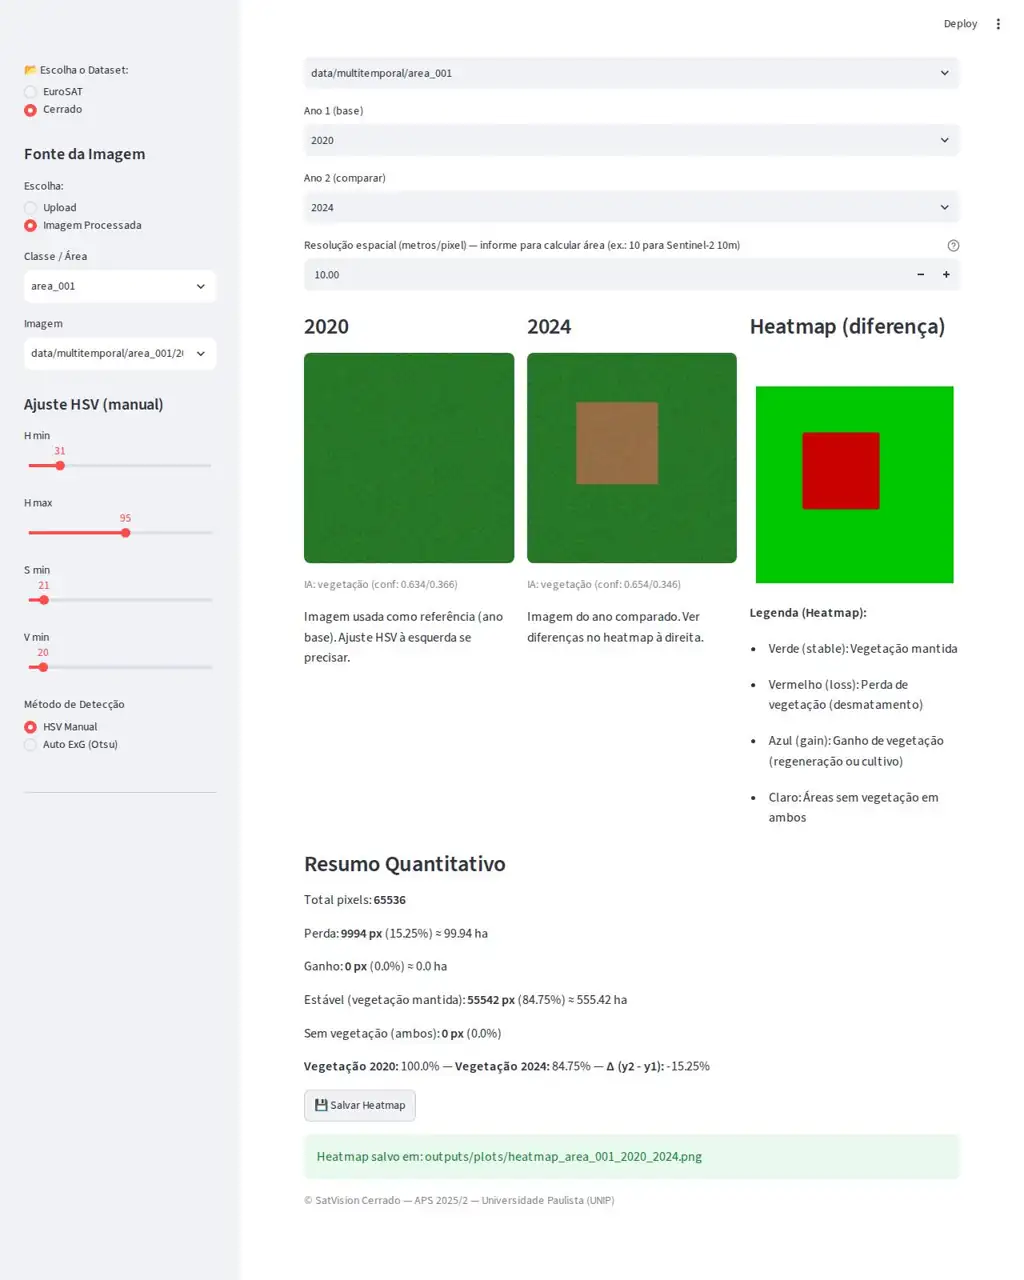 Deploy
📂 Escolha o Dataset:
EuroSAT
Cerrado
Fonte da Imagem
Escolha:
Upload
Imagem Processada
Classe / Área
area_001
Imagem
data/multitemporal/area_001/20
Ajuste HSV (manual)
H min
31
H max
95
S min
21
V min
20
Método de Detecção
HSV Manual
Auto ExG (Otsu)
data/multitemporal/area_001
Ano 1 (base)
2020
Ano 2 (comparar)
2024
Resolução espacial (metros/pixel) — informe para calcular área (ex.: 10 para Sentinel-2 10m)
10.00
2020
IA: vegetação (conf: 0.634/0.366)
Imagem usada como referência (ano
base). Ajuste HSV à esquerda se
precisar.
2024
IA: vegetação (conf: 0.654/0.346)
Imagem do ano comparado. Ver
diferenças no heatmap à direita.
Heatmap (diferença)
Legenda (Heatmap):
• Verde (stable): Vegetação mantida
• Vermelho (loss): Perda de
vegetação (desmatamento)
• Azul (gain): Ganho de vegetação
(regeneração ou cultivo)
• Claro: Áreas sem vegetação em
ambos
Resumo Quantitativo
Total pixels: 65536
Perda: 9994 px (15.25%) ≈ 99.94 ha
Ganho: 0 px (0.0%) ≈ 0.0 ha
Estável (vegetação mantida): 55542 px (84.75%) ≈ 555.42 ha
Sem vegetação (ambos): 0 px (0.0%)
Vegetação 2020: 100.0% — Vegetação 2024: 84.75% — Δ (y2 - y1): -15.25%
💾 Salvar Heatmap
Heatmap salvo em: outputs/plots/heatmap_area_001_2020_2024.png
© SatVision Cerrado — APS 2025/2 — Universidade Paulista (UNIP)